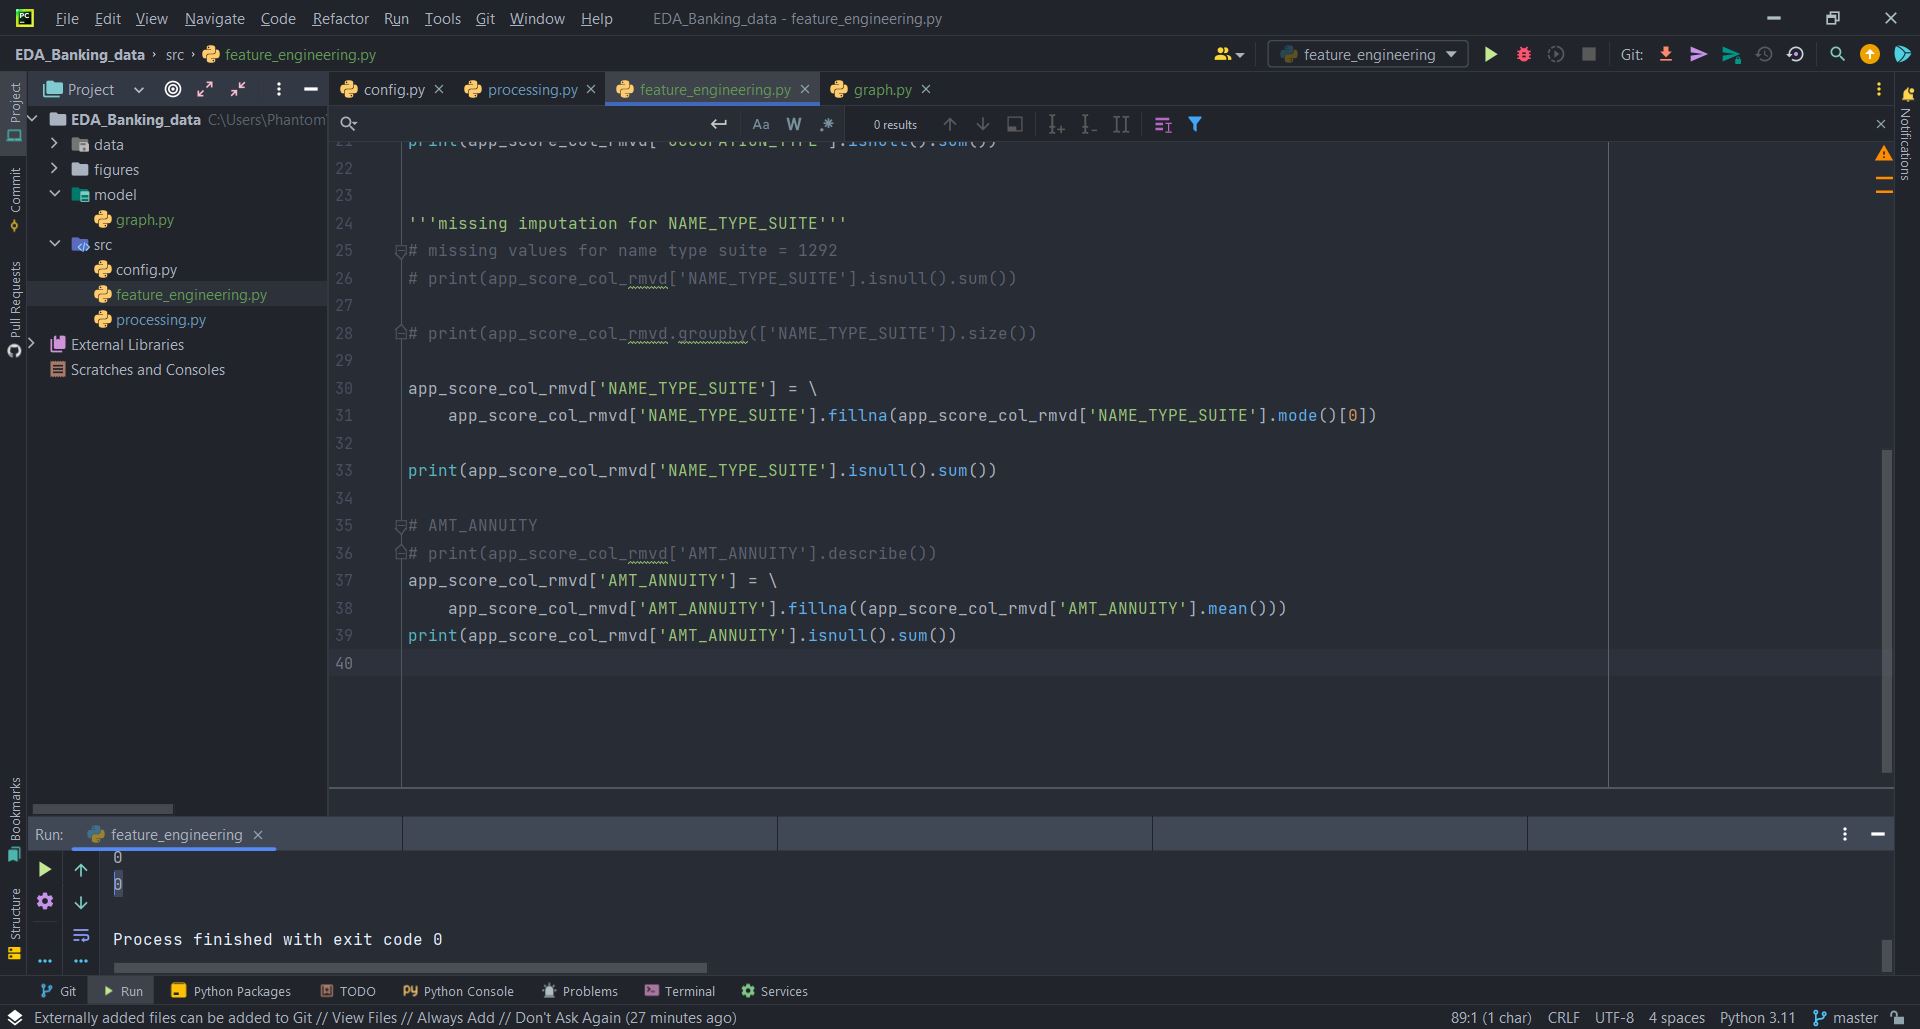 PC
File Edit View Navigate Code Refactor Run Tools Git Window Help EDA_Banking_data - feature_engineering.py
EDA_Banking_data › src › feature_engineering.py feature_engineering Git:
Project config.py processing.py feature_engineering.py graph.py
Aa W .* 0 results
Project
Commit
Pull Requests
Bookmarks
Structure
Notifications
EDA_Banking_data C:\Users\Phantom
data
figures
model
graph.py
src
config.py
feature_engineering.py
processing.py
External Libraries
Scratches and Consoles
21 print(app_score_col_rmvd['OCCUPATION_TYPE'].isnull().sum())
22
23
24 '''missing imputation for NAME_TYPE_SUITE'''
25 # missing values for name type suite = 1292
26 # print(app_score_col_rmvd['NAME_TYPE_SUITE'].isnull().sum())
27
28 # print(app_score_col_rmvd.groupby(['NAME_TYPE_SUITE']).size())
29
30 app_score_col_rmvd['NAME_TYPE_SUITE'] = \
31 app_score_col_rmvd['NAME_TYPE_SUITE'].fillna(app_score_col_rmvd['NAME_TYPE_SUITE'].mode()[0])
32
33 print(app_score_col_rmvd['NAME_TYPE_SUITE'].isnull().sum())
34
35 # AMT_ANNUITY
36 # print(app_score_col_rmvd['AMT_ANNUITY'].describe())
37 app_score_col_rmvd['AMT_ANNUITY'] = \
38 app_score_col_rmvd['AMT_ANNUITY'].fillna((app_score_col_rmvd['AMT_ANNUITY'].mean()))
39 print(app_score_col_rmvd['AMT_ANNUITY'].isnull().sum())
40
Run: feature_engineering
0
0
Process finished with exit code 0
Git Run Python Packages TODO Python Console Problems Terminal Services
Externally added files can be added to Git // View Files // Always Add // Don't Ask Again (27 minutes ago) 89:1 (1 char) CRLF UTF-8 4 spaces Python 3.11 master